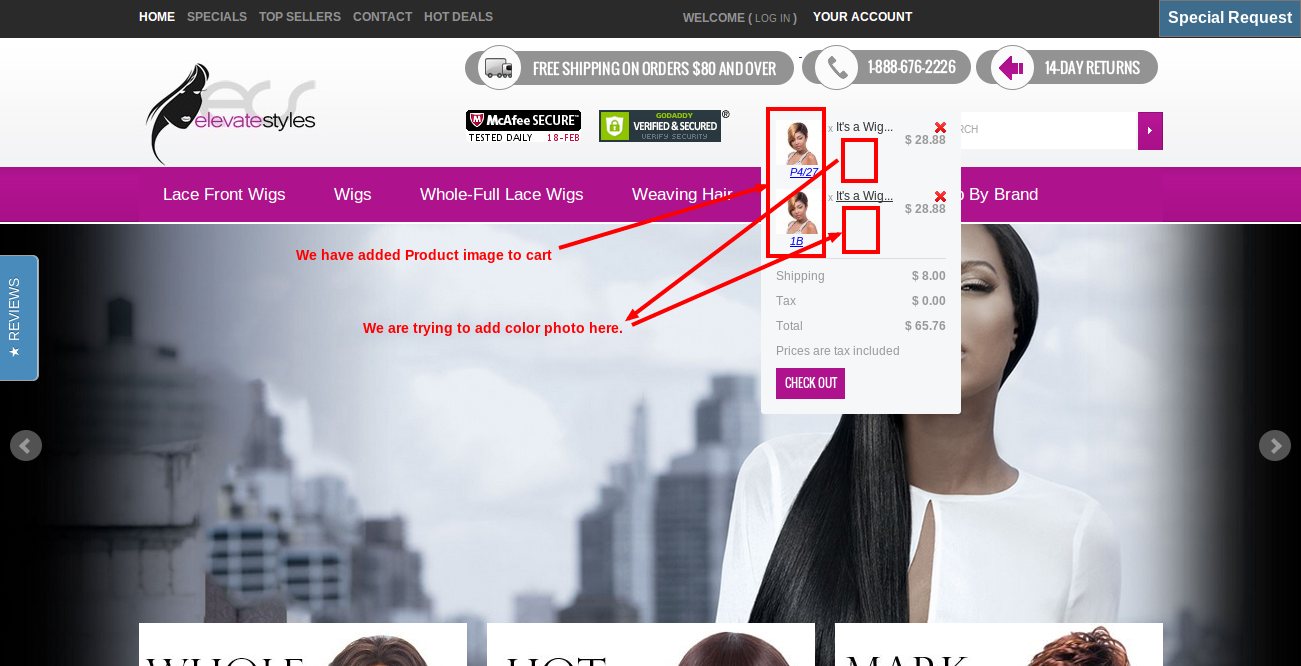 HOME SPECIALS TOP SELLERS CONTACT HOT DEALS WELCOME ( LOG IN ) YOUR ACCOUNT Special Request
FREE SHIPPING ON ORDERS $80 AND OVER - 1-888-676-2226 14-DAY RETURNS
ecs
elevatestyles
McAfee SECURE™
TESTED DAILY 18-FEB
GODADDY
VERIFIED & SECURED
VERIFY SECURITY
®
x It's a Wig...
$ 28.88
P4/27
x It's a Wig...
$ 28.88
1B
Shipping $ 8.00
Tax $ 0.00
Total $ 65.76
Prices are tax included
CHECK OUT
Lace Front Wigs Wigs Whole-Full Lace Wigs Weaving Hair By Brand
We have added Product image to cart
We are trying to add color photo here.
★ REVIEWS
WHOLE HOT MARK